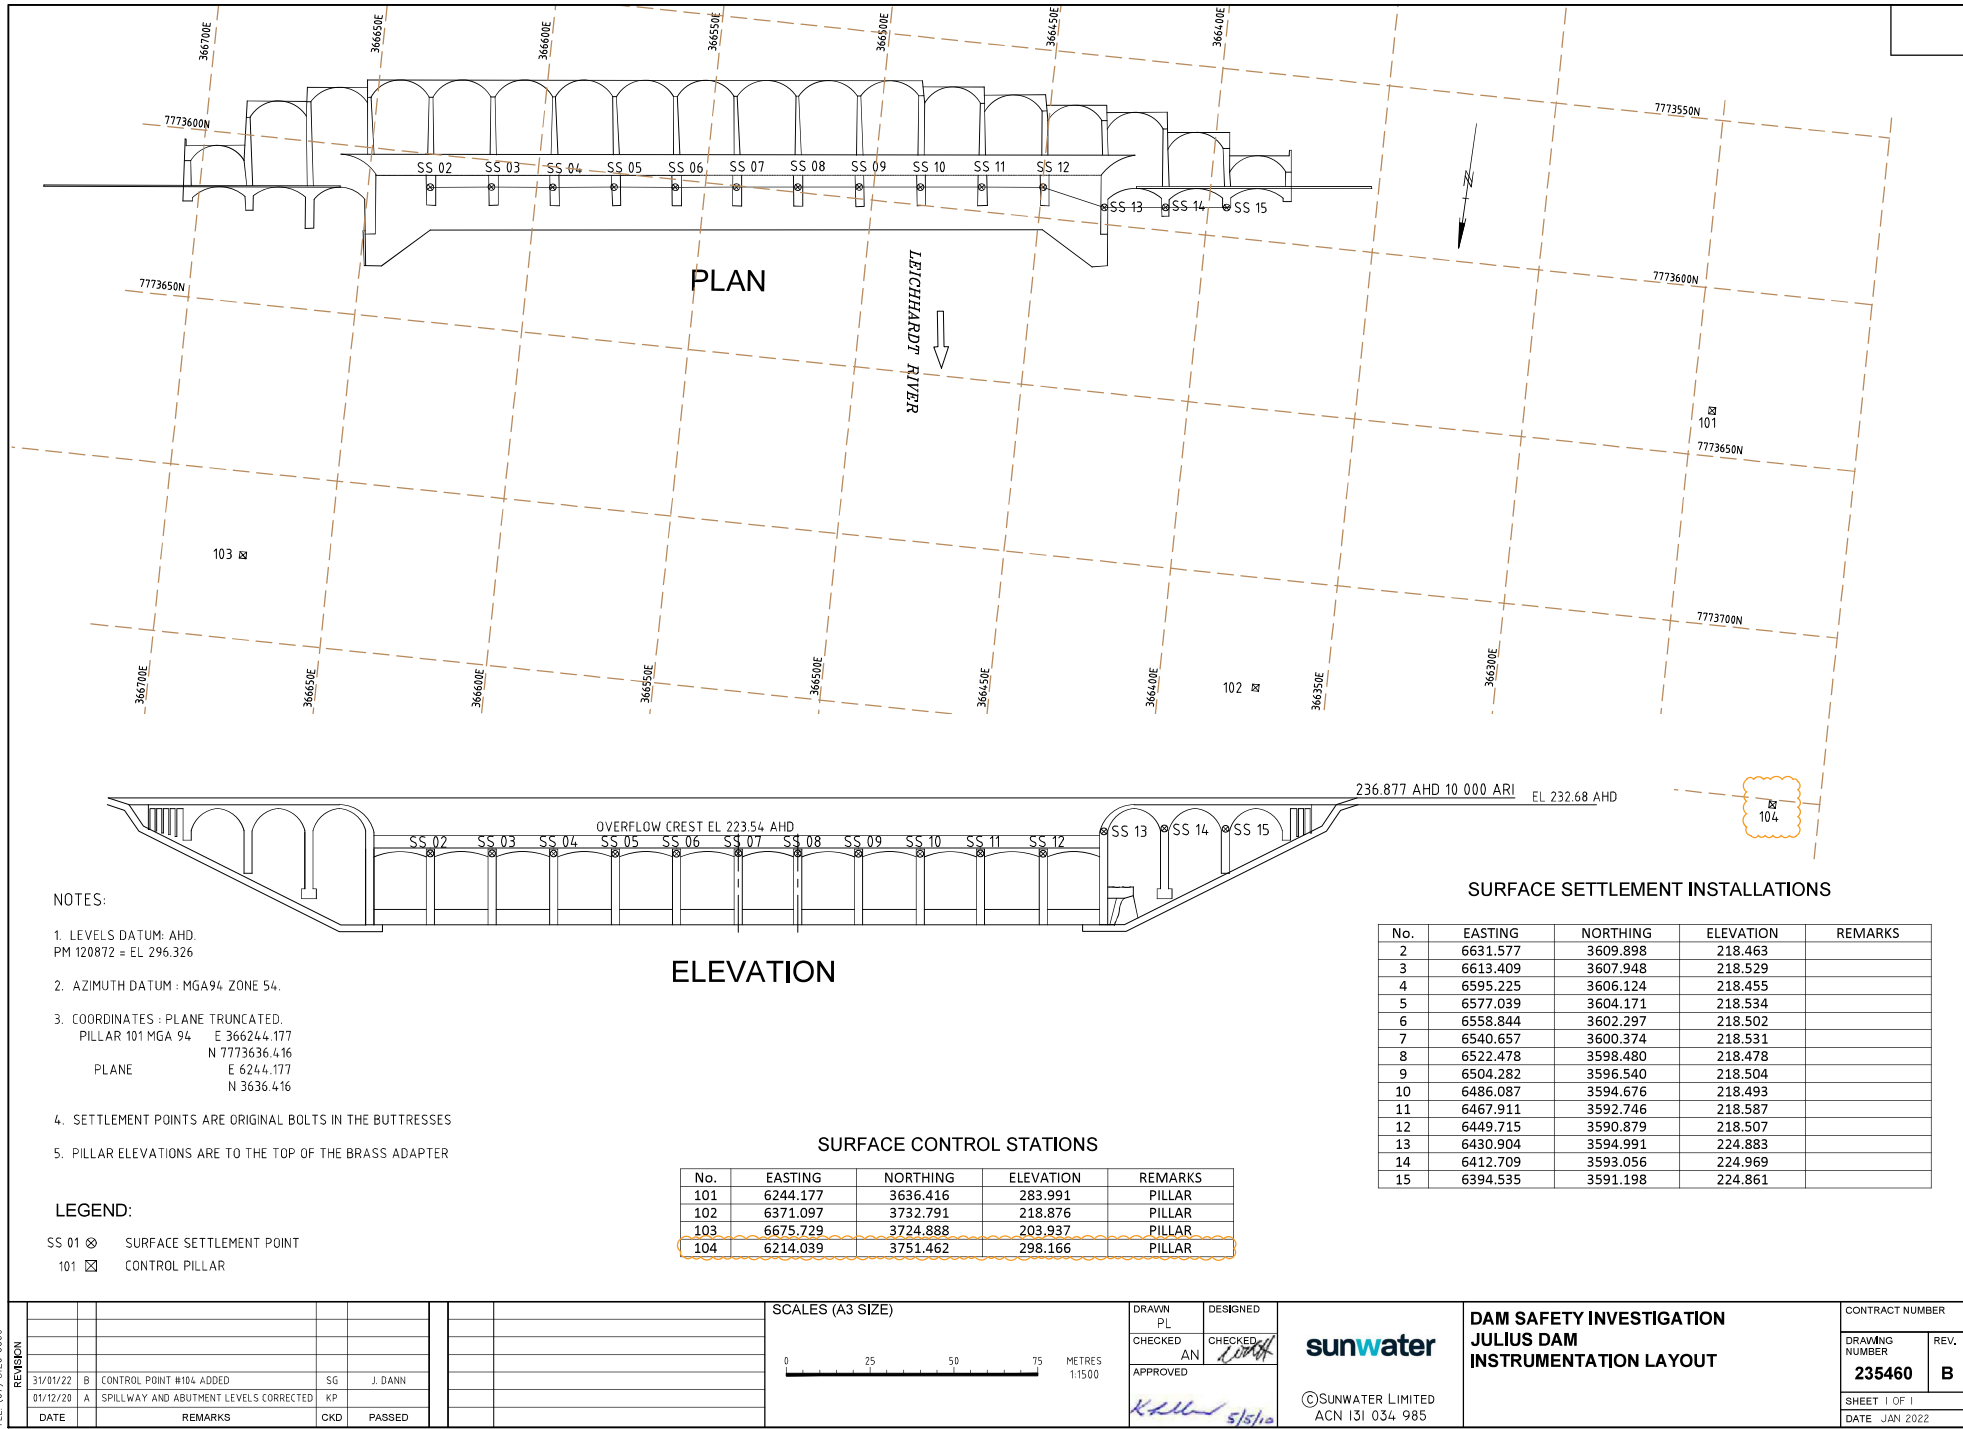 366700E
366650E
366600E
366550E
366500E
366450E
366400E
7773550N
7773600N
SS 02
SS 03
SS 04
SS 05
SS 06
SS 07
SS 08
SS 09
SS 10
SS 11
SS 12
SS 13
SS 14
SS 15
N
7773650N
PLAN
LEICHHARDT RIVER
7773600N
101
7773650N
103
7773700N
102
366700E
366650E
366600E
366550E
366500E
366450E
366400E
366350E
366300E
236.877 AHD 10 000 ARI
EL 232.68 AHD
104
OVERFLOW CREST EL 223.54 AHD
SS 02
SS 03
SS 04
SS 05
SS 06
SS 07
SS 08
SS 09
SS 10
SS 11
SS 12
SS 13
SS 14
SS 15
ELEVATION
NOTES:
1. LEVELS DATUM: AHD.
PM 120872 = EL 296.326
2. AZIMUTH DATUM : MGA94 ZONE 54.
3. COORDINATES : PLANE TRUNCATED.
PILLAR 101 MGA 94 E 366244.177
N 7773636.416
PLANE E 6244.177
N 3636.416
4. SETTLEMENT POINTS ARE ORIGINAL BOLTS IN THE BUTTRESSES
5. PILLAR ELEVATIONS ARE TO THE TOP OF THE BRASS ADAPTER
LEGEND:
SS 01 SURFACE SETTLEMENT POINT
101 CONTROL PILLAR
SURFACE CONTROL STATIONS
No. EASTING NORTHING ELEVATION REMARKS
101 6244.177 3636.416 283.991 PILLAR
102 6371.097 3732.791 218.876 PILLAR
103 6675.729 3724.888 203.937 PILLAR
104 6214.039 3751.462 298.166 PILLAR
SURFACE SETTLEMENT INSTALLATIONS
No. EASTING NORTHING ELEVATION REMARKS
2 6631.577 3609.898 218.463
3 6613.409 3607.948 218.529
4 6595.225 3606.124 218.455
5 6577.039 3604.171 218.534
6 6558.844 3602.297 218.502
7 6540.657 3600.374 218.531
8 6522.478 3598.480 218.478
9 6504.282 3596.540 218.504
10 6486.087 3594.676 218.493
11 6467.911 3592.746 218.587
12 6449.715 3590.879 218.507
13 6430.904 3594.991 224.883
14 6412.709 3593.056 224.969
15 6394.535 3591.198 224.861
REVISION
31/01/22 B CONTROL POINT #104 ADDED SG J. DANN
01/12/20 A SPILLWAY AND ABUTMENT LEVELS CORRECTED KP
DATE REMARKS CKD PASSED
SCALES (A3 SIZE)
0 25 50 75 METRES
1:1500
DRAWN
PL
DESIGNED
CHECKED
AN
CHECKED
APPROVED
5/5/10
sunwater
©SUNWATER LIMITED
ACN 131 034 985
DAM SAFETY INVESTIGATION
JULIUS DAM
INSTRUMENTATION LAYOUT
CONTRACT NUMBER
DRAWING NUMBER
235460
REV.
B
SHEET 1 OF 1
DATE JAN 2022